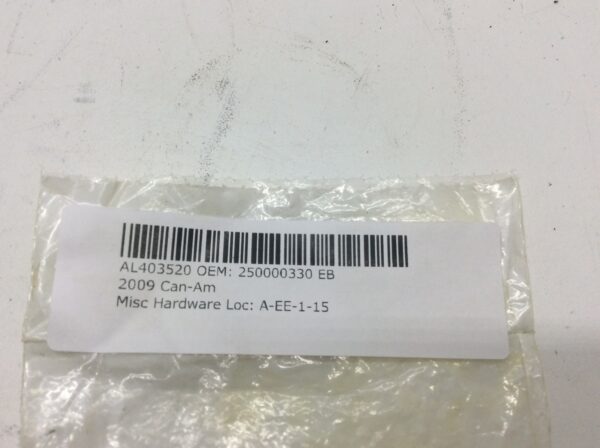 AL403520 OEM: 250000330 EB
2009 Can-Am
Misc Hardware Loc: A-EE-1-15